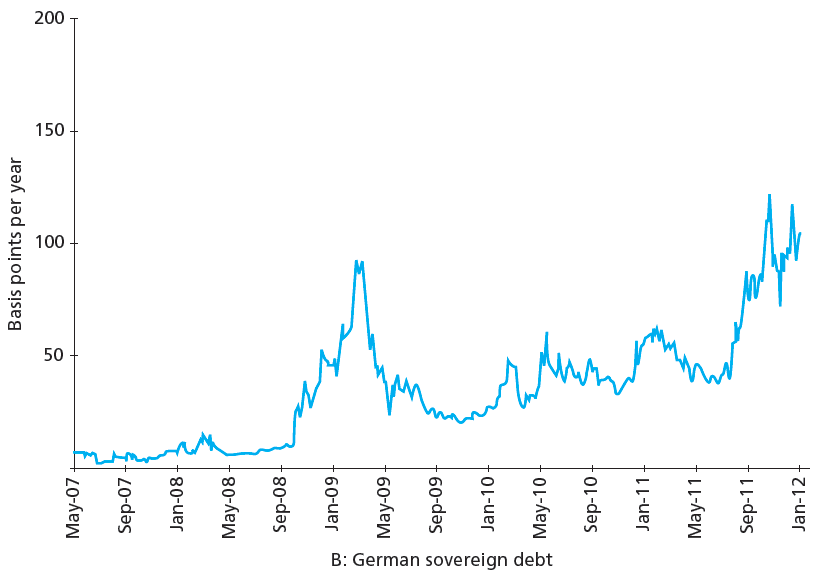 200
150
100
50
Basis points per year
May-07
Sep-07
Jan-08
May-08
Sep-08
Jan-09
May-09
Sep-09
Jan-10
May-10
Sep-10
Jan-11
May-11
Sep-11
Jan-12
B: German sovereign debt